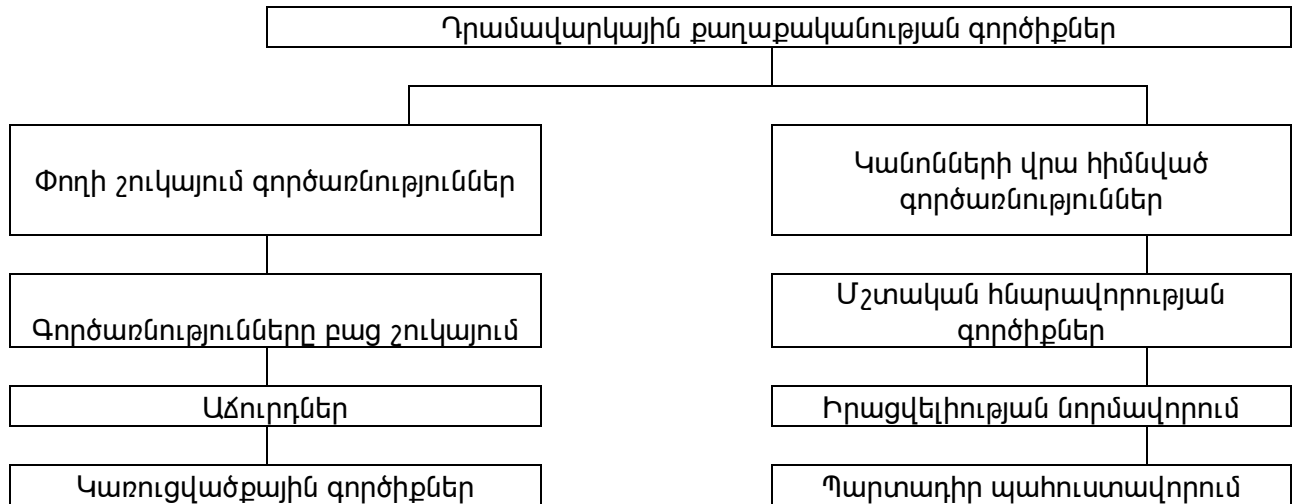 Դրամավարկային քաղաքականության գործիքներ
Փողի շուկայում գործառնություններ
Կանոնների վրա հիմնված
գործառնություններ
Գործառնությունները բաց շուկայում
Մշտական հնարավորության
գործիքներ
Աճուրդներ
Իրացվելիության նորմավորում
Կառուցվածքային գործիքներ
Պարտադիր պահուստավորում